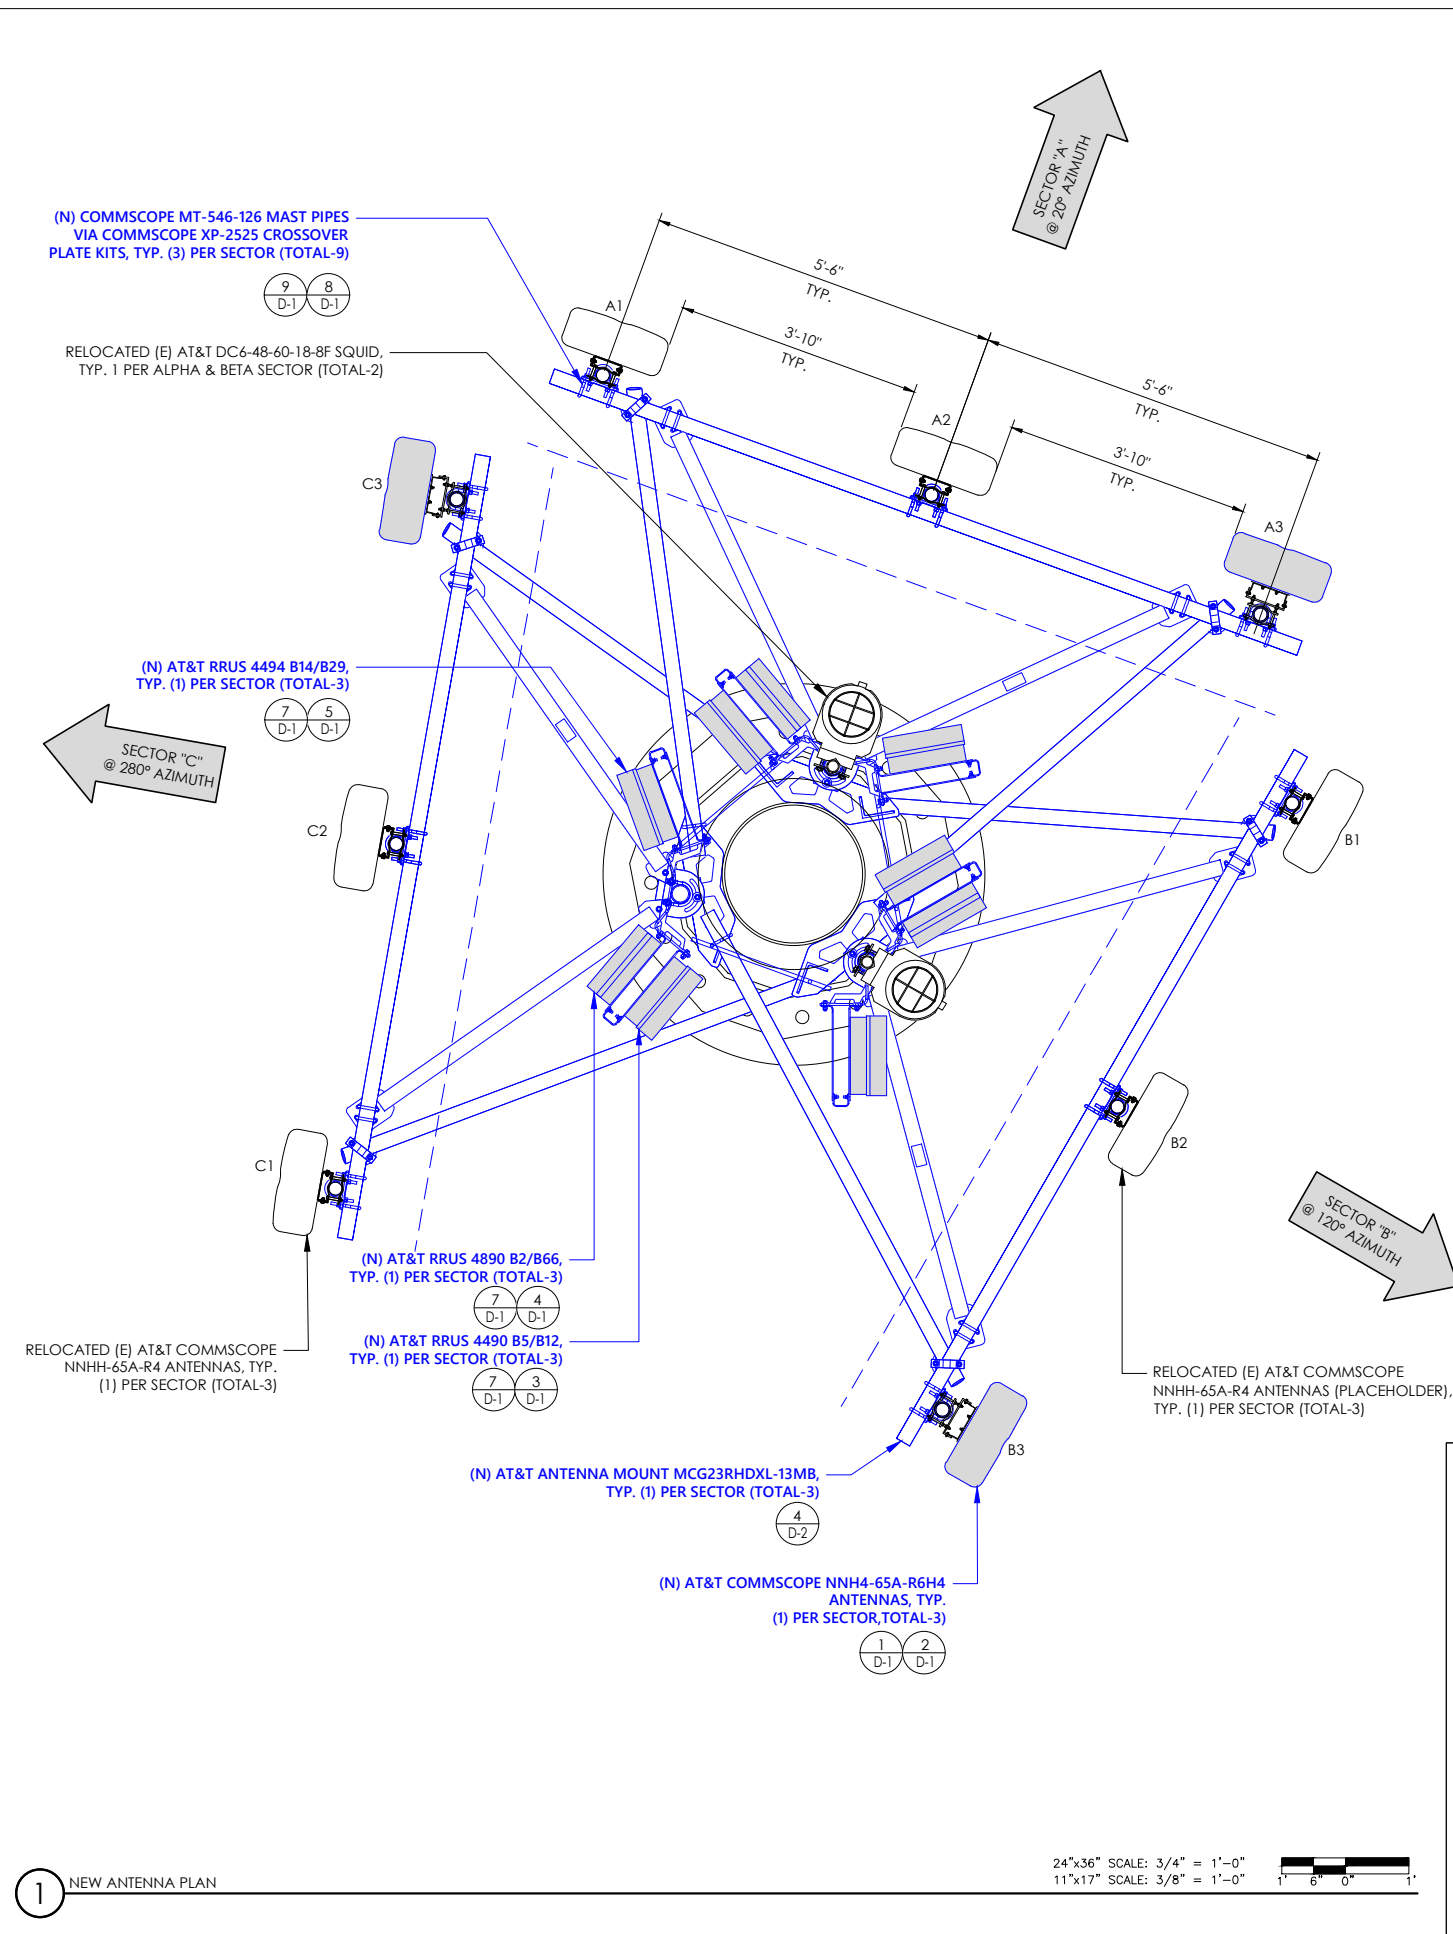 SECTOR "A"
@ 20° AZIMUTH
(N) COMMSCOPE MT-546-126 MAST PIPES
VIA COMMSCOPE XP-2525 CROSSOVER
PLATE KITS, TYP. (3) PER SECTOR (TOTAL-9)
9 8
D-1 D-1
5'-6"
TYP.
A1
3'-10"
TYP.
RELOCATED (E) AT&T DC6-48-60-18-8F SQUID,
TYP. 1 PER ALPHA & BETA SECTOR (TOTAL-2)
5'-6"
TYP.
A2
3'-10"
TYP.
C3
A3
(N) AT&T RRUS 4494 B14/B29,
TYP. (1) PER SECTOR (TOTAL-3)
7 5
D-1 D-1
SECTOR "C"
@ 280° AZIMUTH
C2
B1
B2
C1
SECTOR "B"
@ 120° AZIMUTH
(N) AT&T RRUS 4890 B2/B66,
TYP. (1) PER SECTOR (TOTAL-3)
7 4
D-1 D-1
(N) AT&T RRUS 4490 B5/B12,
TYP. (1) PER SECTOR (TOTAL-3)
7 3
D-1 D-1
RELOCATED (E) AT&T COMMSCOPE
NNHH-65A-R4 ANTENNAS, TYP.
(1) PER SECTOR (TOTAL-3)
RELOCATED (E) AT&T COMMSCOPE
NNHH-65A-R4 ANTENNAS (PLACEHOLDER),
TYP. (1) PER SECTOR (TOTAL-3)
B3
(N) AT&T ANTENNA MOUNT MCG23RHDXL-13MB,
TYP. (1) PER SECTOR (TOTAL-3)
4
D-2
(N) AT&T COMMSCOPE NNH4-65A-R6H4
ANTENNAS, TYP.
(1) PER SECTOR,TOTAL-3)
1 2
D-1 D-1
1 NEW ANTENNA PLAN
24"x36" SCALE: 3/4" = 1'-0"
11"x17" SCALE: 3/8" = 1'-0"
1' 6" 0" 1'